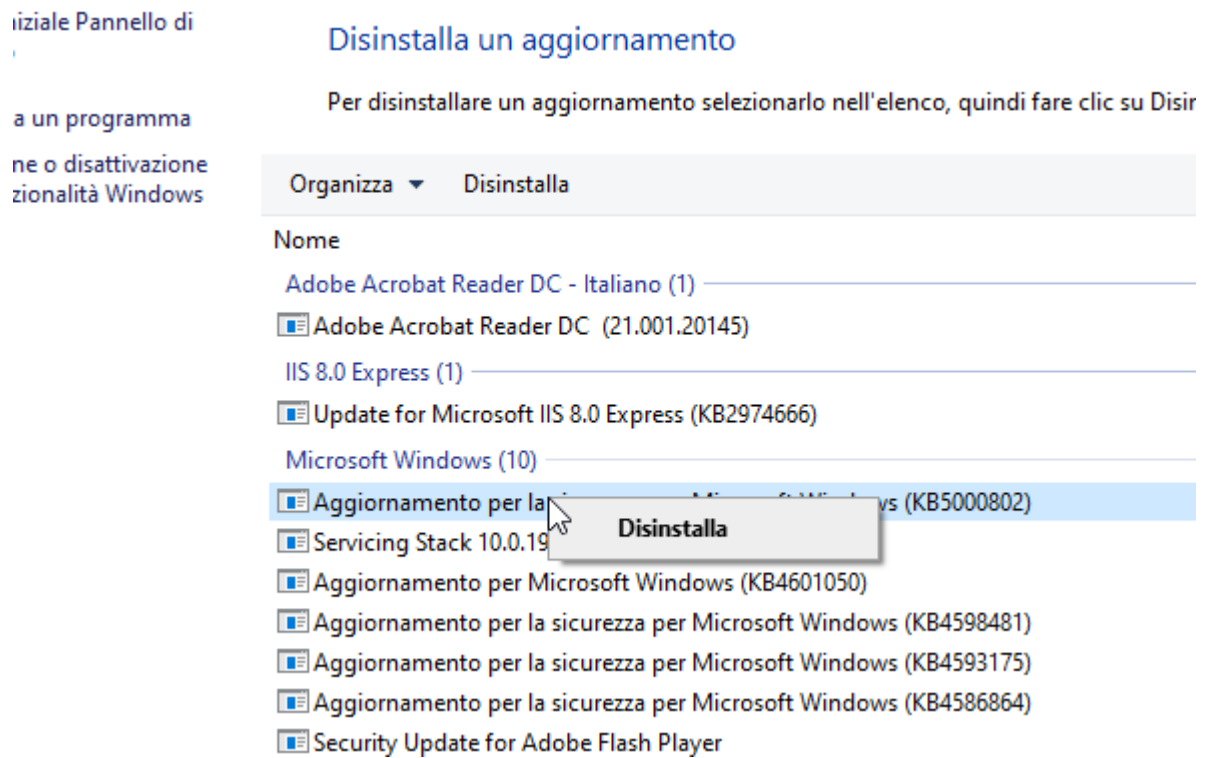 iziale Pannello di
a un programma
ne o disattivazione
zionalità Windows
Disinstalla un aggiornamento
Per disinstallare un aggiornamento selezionarlo nell'elenco, quindi fare clic su Disin
Organizza Disinstalla
Nome
Adobe Acrobat Reader DC - Italiano (1)
Adobe Acrobat Reader DC (21.001.20145)
IIS 8.0 Express (1)
Update for Microsoft IIS 8.0 Express (KB2974666)
Microsoft Windows (10)
Aggiornamento per la vs (KB5000802)
Disinstalla
Servicing Stack 10.0.19
Aggiornamento per Microsoft Windows (KB4601050)
Aggiornamento per la sicurezza per Microsoft Windows (KB4598481)
Aggiornamento per la sicurezza per Microsoft Windows (KB4593175)
Aggiornamento per la sicurezza per Microsoft Windows (KB4586864)
Security Update for Adobe Flash Player